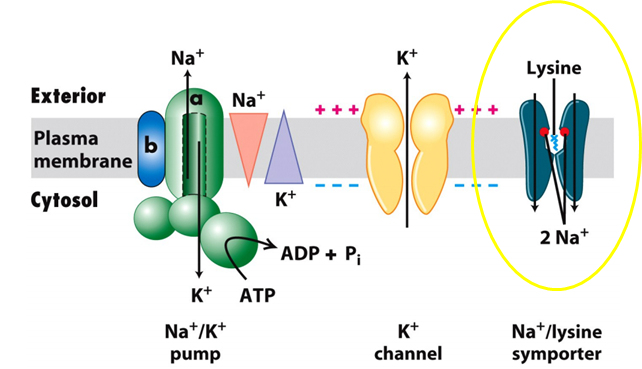 Na⁺
K⁺
Lysine
Exterior
a
Na⁺
+ + +
+ + +
Plasma
membrane
b
Cytosol
K⁺
– – –
– – –
2 Na⁺
ADP + Pᵢ
K⁺
ATP
Na⁺/K⁺
pump
K⁺
channel
Na⁺/lysine
symporter